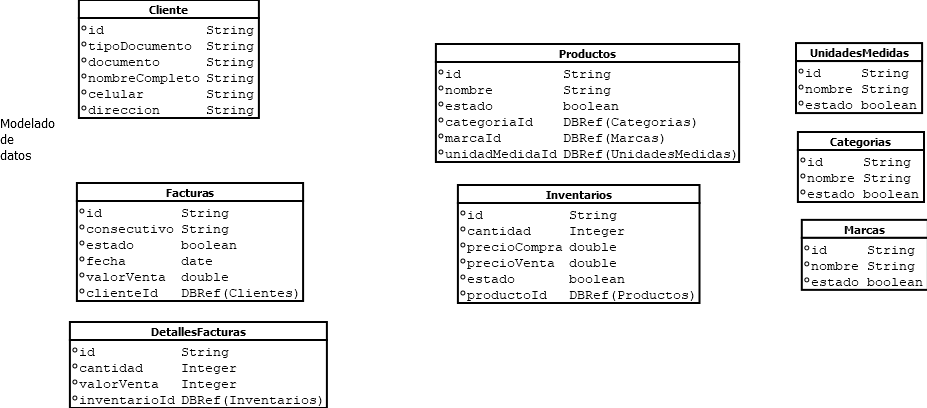 Modelado
de
datos
Cliente
id String
tipoDocumento String
documento String
nombreCompleto String
celular String
direccion String
Facturas
id String
consecutivo String
estado boolean
fecha date
valorVenta double
clienteId DBRef(Clientes)
DetallesFacturas
id String
cantidad Integer
valorVenta Integer
inventarioId DBRef(Inventarios)
Productos
id String
nombre String
estado boolean
categoriaId DBRef(Categorias)
marcaId DBRef(Marcas)
unidadMedidaId DBRef(UnidadesMedidas)
Inventarios
id String
cantidad Integer
precioCompra double
precioVenta double
estado boolean
productoId DBRef(Productos)
UnidadesMedidas
id String
nombre String
estado boolean
Categorias
id String
nombre String
estado boolean
Marcas
id String
nombre String
estado boolean